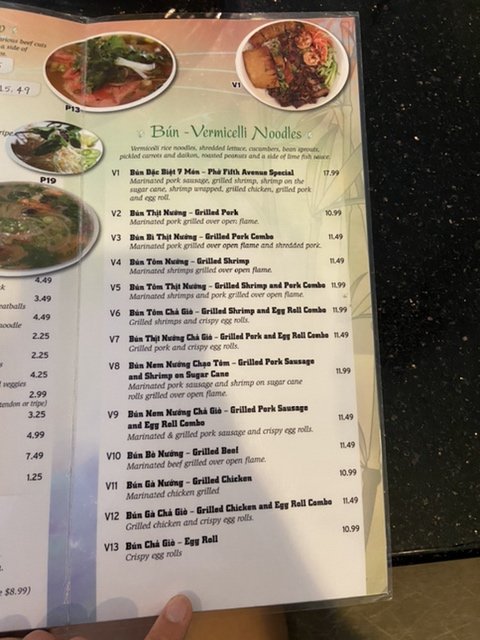 arious beef cuts
a side of
1.5, 4.9
P13
V1
P19
4.49
3.49
eatballs
4.49
noodle
2.25
2.25
4.25
l veggies
2.99
tendon or tripe)
3.25
4.99
7.49
1.25
e $8.99)
Bún -Vermicelli Noodles
Vermicelli rice noodles, shredded lettuce, cucumbers, bean sprouts,
pickled carrots and daikon, roasted peanuts and a side of lime fish sauce.
V1 Bún Đặc Biệt 7 Món – Phở Fifth Avenue Special 17.99
Marinated pork sausage, grilled shrimp, shrimp on the
sugar cane, shrimp wrapped, grilled chicken, grilled pork
and egg roll.
V2 Bún Thịt Nướng – Grilled Pork 10.99
Marinated pork grilled over open flame.
V3 Bún Bì Thịt Nướng – Grilled Pork Combo 11.49
Marinated pork grilled over open flame and shredded pork.
V4 Bún Tôm Nướng – Grilled Shrimp 11.49
Marinated shrimps grilled over open flame.
V5 Bún Tôm Thịt Nướng – Grilled Shrimp and Pork Combo 11.99
Marinated shrimps and pork grilled over open flame.
V6 Bún Tôm Chả Giò – Grilled Shrimp and Egg Roll Combo 11.99
Grilled shrimps and crispy egg rolls.
V7 Bún Thịt Nướng Chả Giò – Grilled Pork and Egg Roll Combo 11.49
Grilled pork and crispy egg rolls.
V8 Bún Nem Nướng Chạo Tôm – Grilled Pork Sausage
and Shrimp on Sugar Cane 11.99
Marinated pork sausage and shrimp on sugar cane
rolls grilled over open flame.
V9 Bún Nem Nướng Chả Giò – Grilled Pork Sausage
and Egg Roll Combo 11.49
Marinated & grilled pork sausage and crispy egg rolls.
V10 Bún Bò Nướng – Grilled Beef 11.49
Marinated beef grilled over open flame.
V11 Bún Gà Nướng – Grilled Chicken 10.99
Marinated chicken grilled
V12 Bún Gà Chả Giò – Grilled Chicken and Egg Roll Combo 11.49
Grilled chicken and crispy egg rolls.
V13 Bún Chả Giò – Egg Roll 10.99
Crispy egg rolls